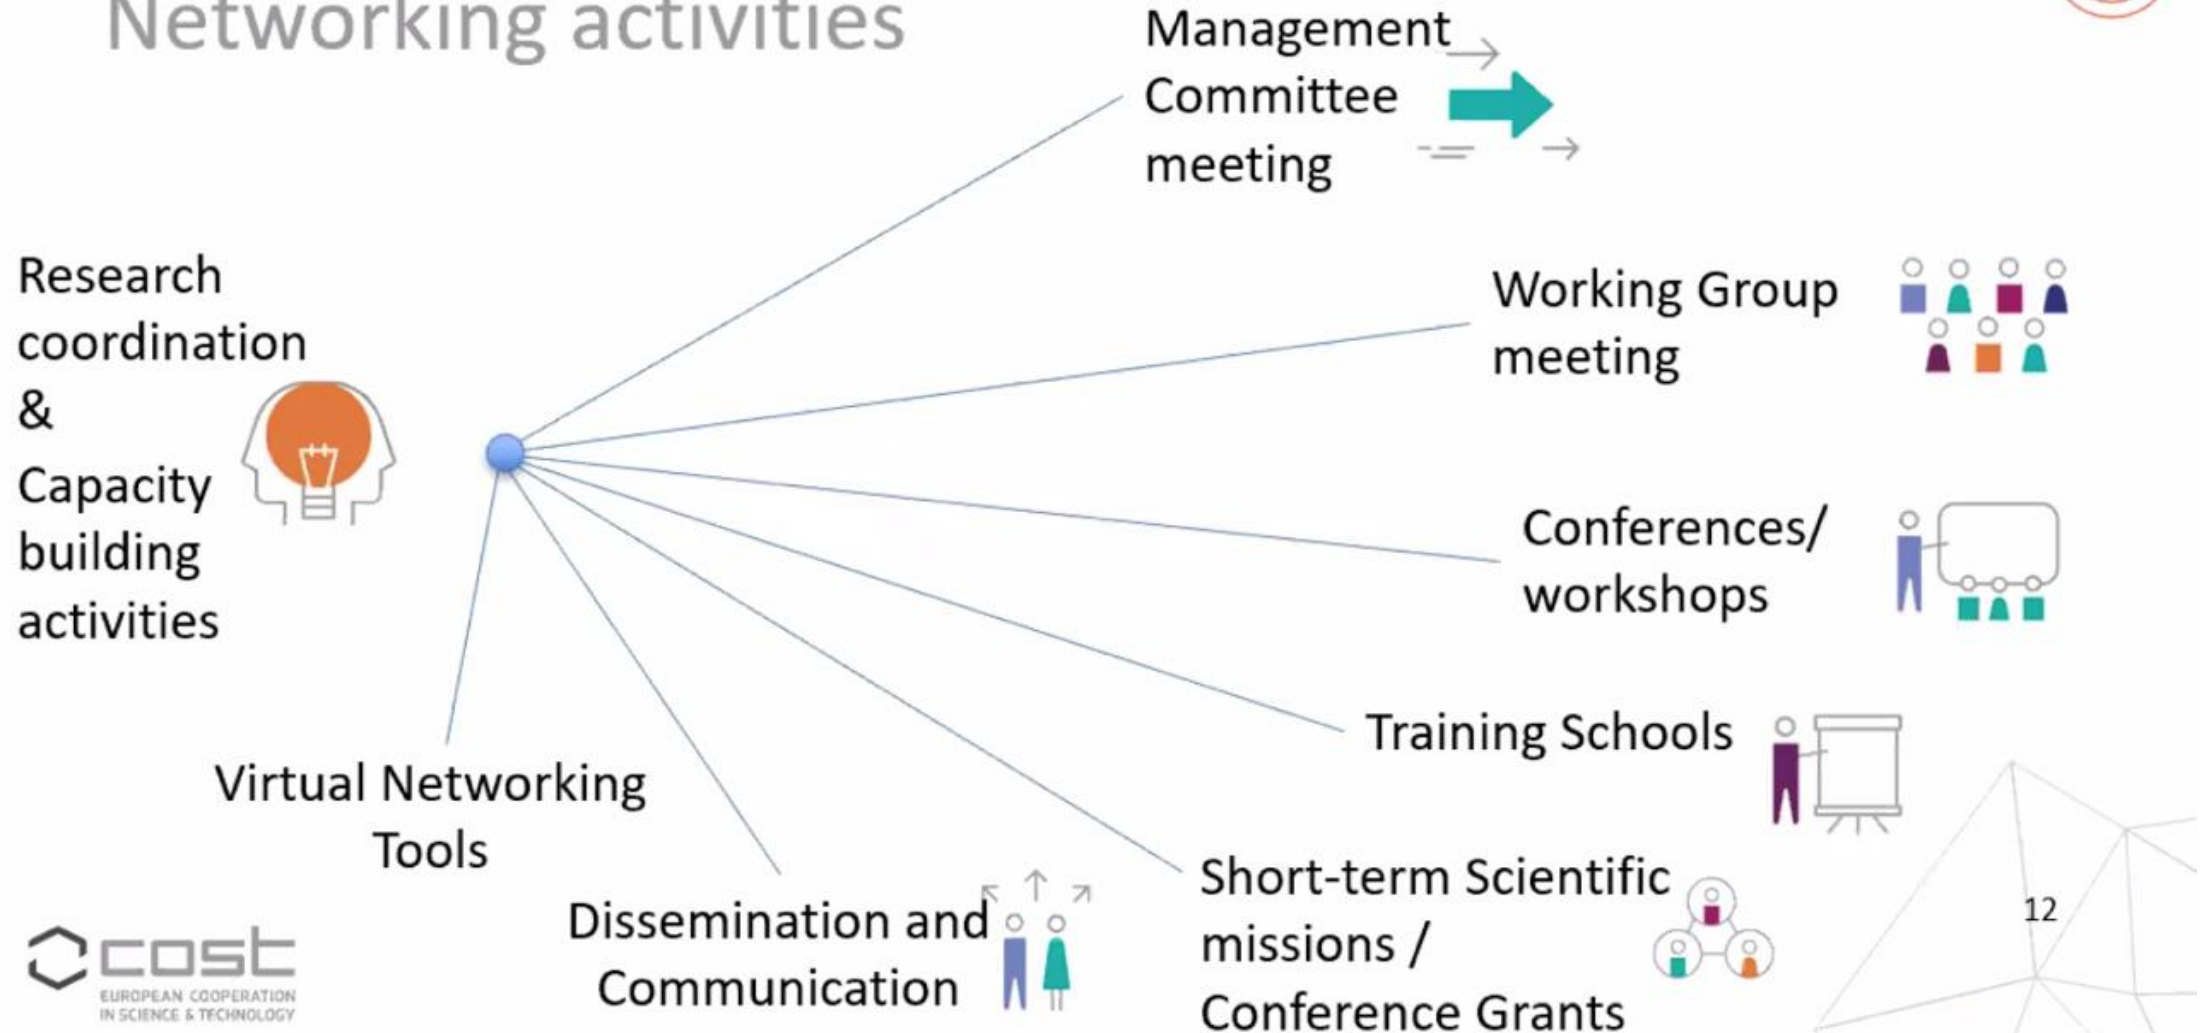 Networking activities
Management
Committee
meeting
Research
coordination
&
Capacity
building
activities
Working Group
meeting
Conferences/
workshops
Training Schools
Virtual Networking
Tools
Short-term Scientific
missions /
Conference Grants
Dissemination and
Communication
12
cost
EUROPEAN COOPERATION
IN SCIENCE & TECHNOLOGY